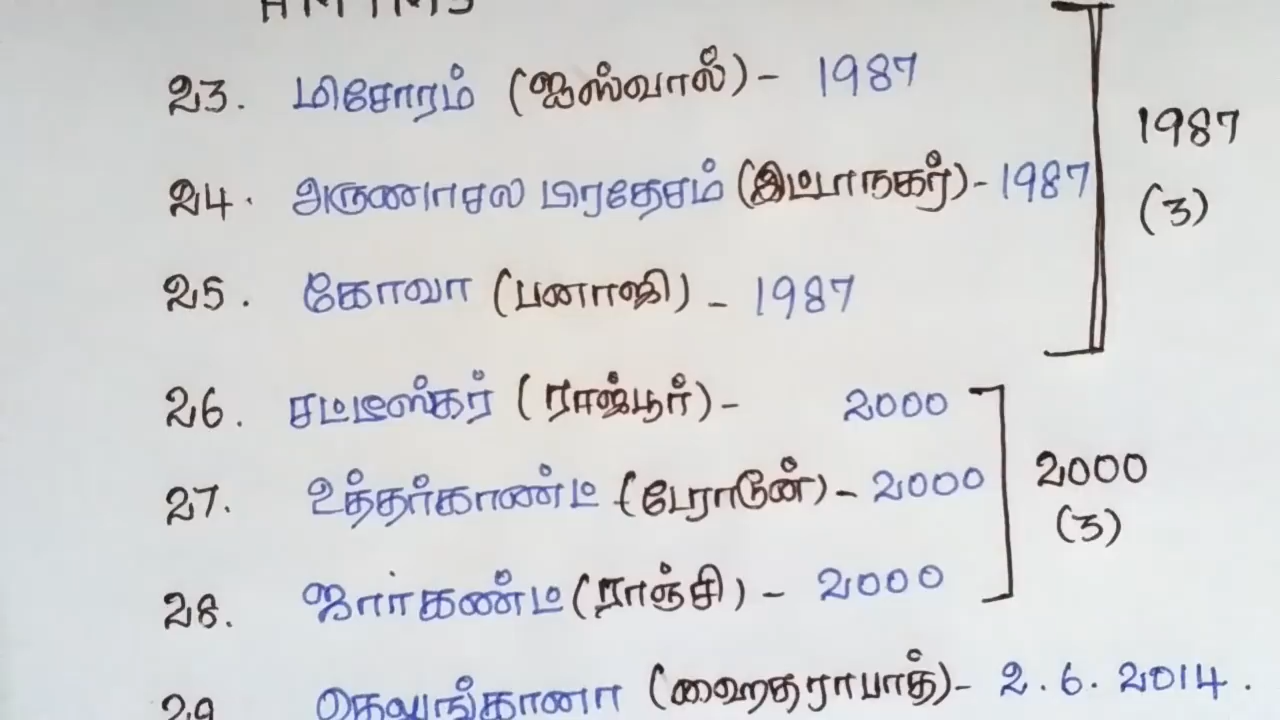 23. மிசோரம் (ஐஸ்வால்) - 1987
24. அருணாசல பிரதேசம் (இட்டாநகர்) - 1987
1987
(3)
25. கோவா (பனாஜி) - 1987
26. சட்டீஸ்கர் (ராஜ்பூர்) - 2000
27. உத்தர்காண்ட் (டேராடூன்) - 2000
2000
(3)
28. ஜார்கண்ட் (ராஞ்சி) - 2000
29 தெலுங்கானா (ஹைதராபாத்) - 2.6.2014.